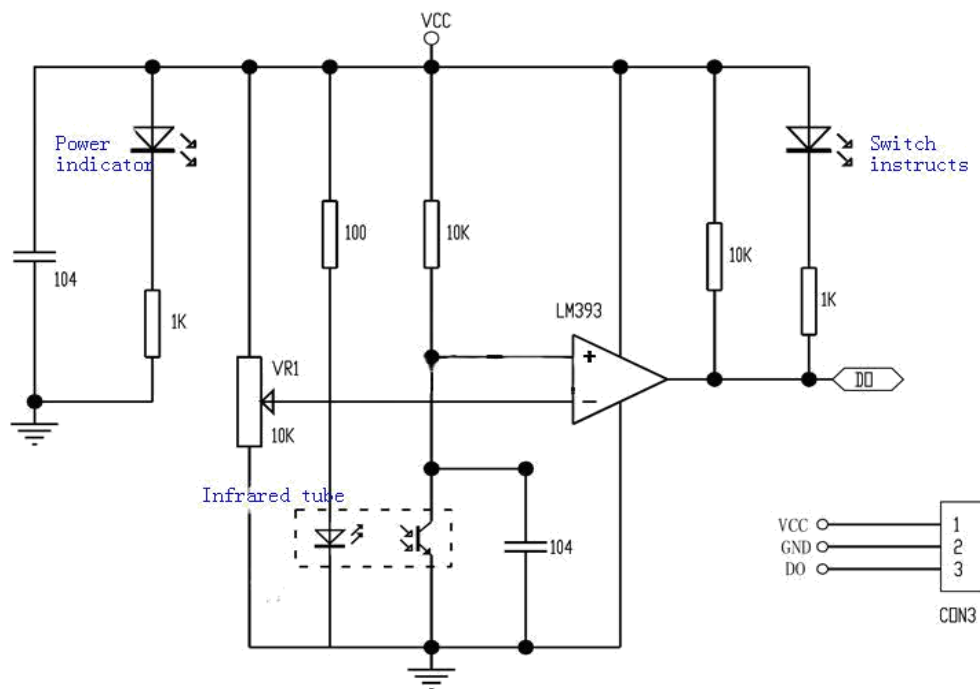 VCC
Power
indicator
Switch
instructs
100
10K
10K
104
1K
1K
LM393
+
VR1
DO
−
10K
Infrared tube
104
VCC
1
GND
2
DO
3
CON3